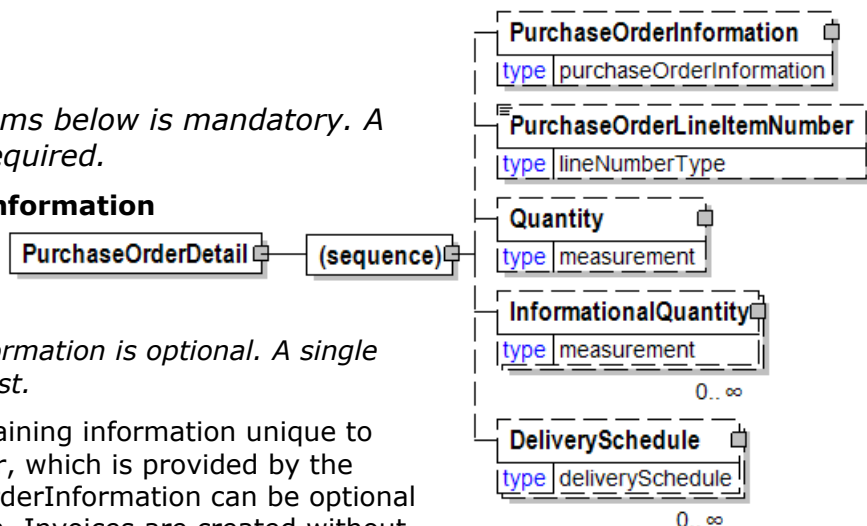 PurchaseOrderInformation
type purchaseOrderInformation
ms below is mandatory. A
PurchaseOrderLineItemNumber
equired.
type lineNumberType
nformation
Quantity
PurchaseOrderDetail (sequence)
type measurement
InformationalQuantity
ormation is optional. A single
type measurement
st.
0.. ∞
aining information unique to
DeliverySchedule
r, which is provided by the
type deliverySchedule
derInformation can be optional
0.. ∞
Invoices are created without